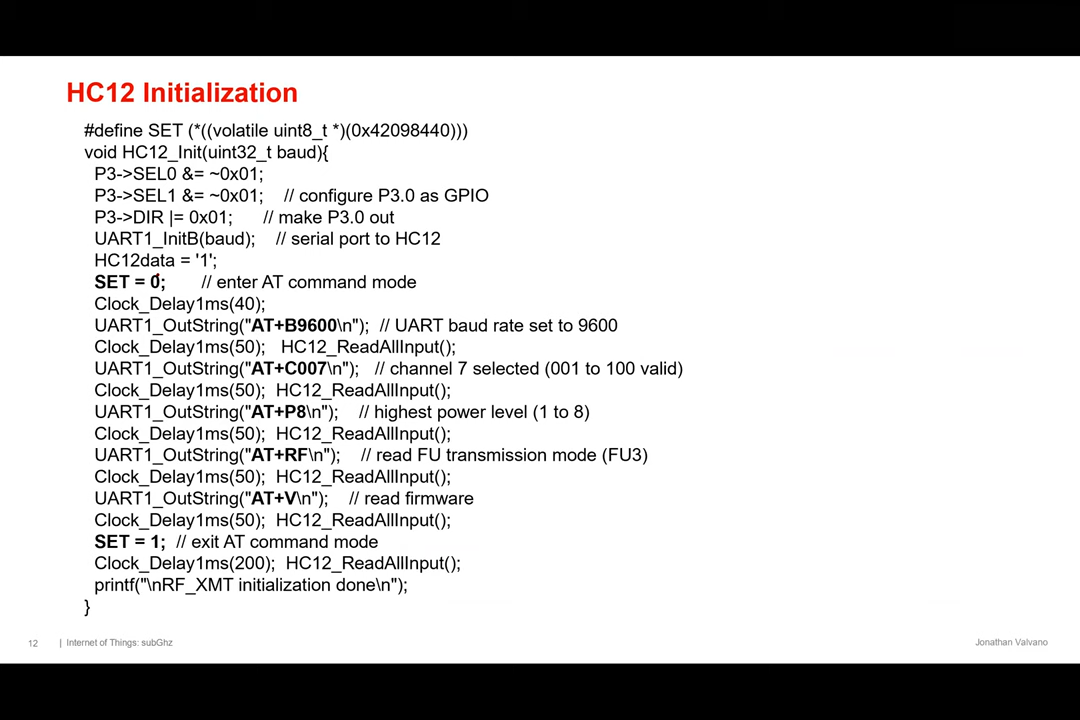 HC12 Initialization
#define SET (*((volatile uint8_t *)(0x42098440)))
void HC12_Init(uint32_t baud){
P3->SEL0 &= ~0x01;
P3->SEL1 &= ~0x01; // configure P3.0 as GPIO
P3->DIR |= 0x01; // make P3.0 out
UART1_InitB(baud); // serial port to HC12
HC12data = '1';
SET = 0; // enter AT command mode
Clock_Delay1ms(40);
UART1_OutString("AT+B9600\n"); // UART baud rate set to 9600
Clock_Delay1ms(50); HC12_ReadAllInput();
UART1_OutString("AT+C007\n"); // channel 7 selected (001 to 100 valid)
Clock_Delay1ms(50); HC12_ReadAllInput();
UART1_OutString("AT+P8\n"); // highest power level (1 to 8)
Clock_Delay1ms(50); HC12_ReadAllInput();
UART1_OutString("AT+RF\n"); // read FU transmission mode (FU3)
Clock_Delay1ms(50); HC12_ReadAllInput();
UART1_OutString("AT+V\n"); // read firmware
Clock_Delay1ms(50); HC12_ReadAllInput();
SET = 1; // exit AT command mode
Clock_Delay1ms(200); HC12_ReadAllInput();
printf("\nRF_XMT initialization done\n");
}
12 | Internet of Things: subGhz
Jonathan Valvano